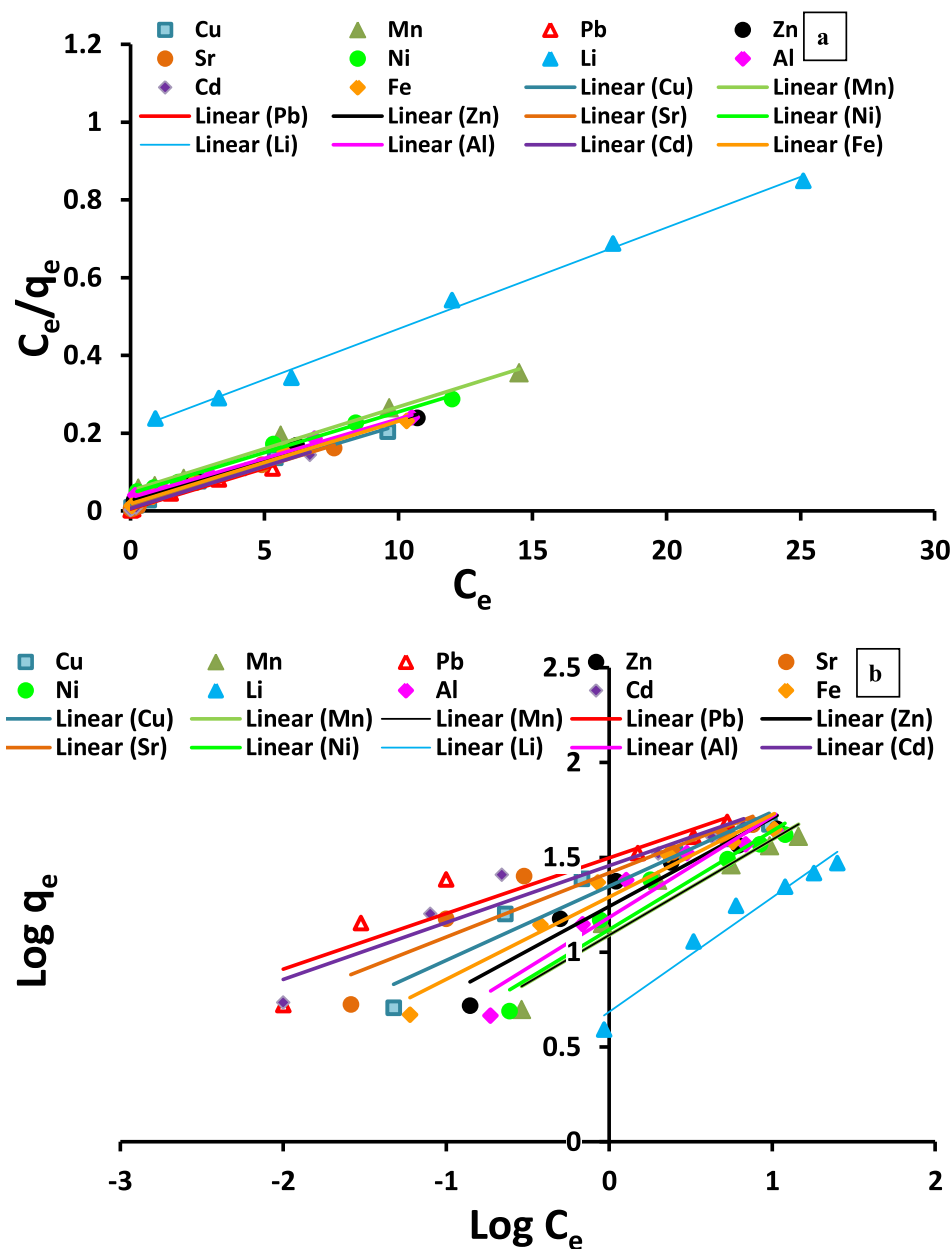 Cu Mn Pb Zn a
Sr Ni Li Al
Cd Fe Linear (Cu) Linear (Mn)
Linear (Pb) Linear (Zn) Linear (Sr) Linear (Ni)
Linear (Li) Linear (Al) Linear (Cd) Linear (Fe)
1.2
1
0.8
0.6
0.4
0.2
0
Ce/qe
0 5 10 15 20 25 30
Ce
Cu Mn Pb Zn Sr b
Ni Li Al Cd Fe
Linear (Cu) Linear (Mn) Linear (Mn) Linear (Pb) Linear (Zn)
Linear (Sr) Linear (Ni) Linear (Li) Linear (Al) Linear (Cd)
2.5
2
1.5
1
0.5
0
Log qe
-3 -2 -1 0 1 2
Log Ce